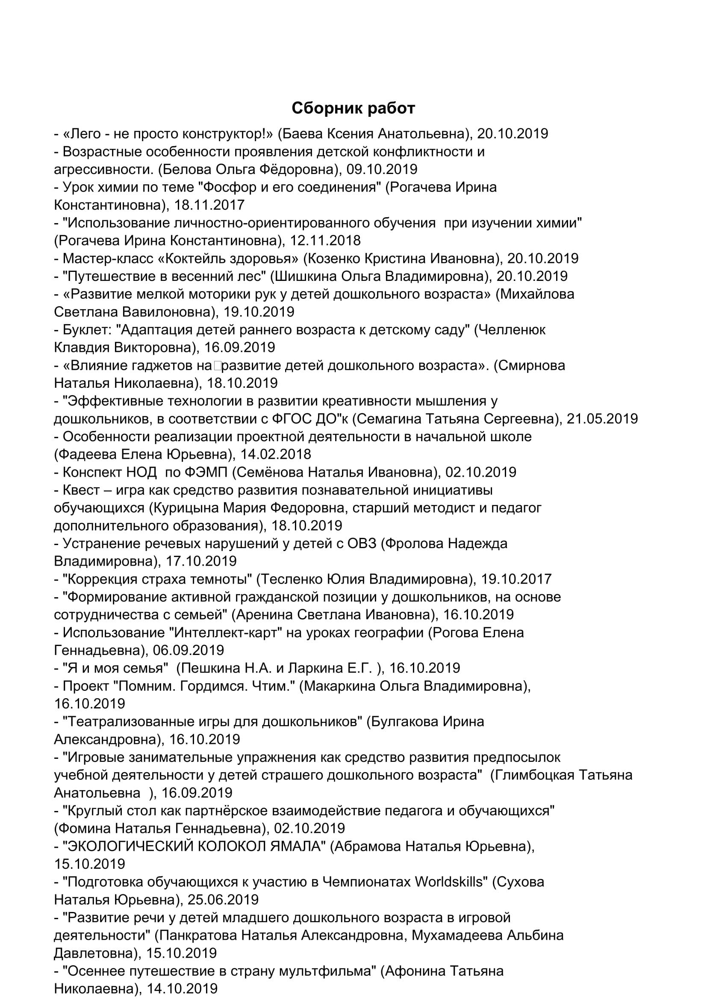 Сборник работ
- «Лего - не просто конструктор!» (Баева Ксения Анатольевна), 20.10.2019
- Возрастные особенности проявления детской конфликтности и
агрессивности. (Белова Ольга Фёдоровна), 09.10.2019
- Урок химии по теме "Фосфор и его соединения" (Рогачева Ирина
Константиновна), 18.11.2017
- "Использование личностно-ориентированного обучения  при изучении химии"
(Рогачева Ирина Константиновна), 12.11.2018
- Мастер-класс «Коктейль здоровья» (Козенко Кристина Ивановна), 20.10.2019
- "Путешествие в весенний лес" (Шишкина Ольга Владимировна), 20.10.2019
- «Развитие мелкой моторики рук у детей дошкольного возраста» (Михайлова
Светлана Вавилоновна), 19.10.2019
- Буклет: "Адаптация детей раннего возраста к детскому саду" (Челленюк
Клавдия Викторовна), 16.09.2019
- «Влияние гаджетов на развитие детей дошкольного возраста». (Смирнова
Наталья Николаевна), 18.10.2019
- "Эффективные технологии в развитии креативности мышления у
дошкольников, в соответствии с ФГОС ДО"к (Семагина Татьяна Сергеевна), 21.05.2019
- Особенности реализации проектной деятельности в начальной школе
(Фадеева Елена Юрьевна), 14.02.2018
- Конспект НОД  по ФЭМП (Семёнова Наталья Ивановна), 02.10.2019
- Квест – игра как средство развития познавательной инициативы
обучающихся (Курицына Мария Федоровна, старший методист и педагог
дополнительного образования), 18.10.2019
- Устранение речевых нарушений у детей с ОВЗ (Фролова Надежда
Владимировна), 17.10.2019
- "Коррекция страха темноты" (Тесленко Юлия Владимировна), 19.10.2017
- "Формирование активной гражданской позиции у дошкольников, на основе
сотрудничества с семьей" (Аренина Светлана Ивановна), 16.10.2019
- Использование "Интеллект-карт" на уроках географии (Рогова Елена
Геннадьевна), 06.09.2019
- "Я и моя семья"  (Пешкина Н.А. и Ларкина Е.Г. ), 16.10.2019
- Проект "Помним. Гордимся. Чтим." (Макаркина Ольга Владимировна),
16.10.2019
- "Театрализованные игры для дошкольников" (Булгакова Ирина
Александровна), 16.10.2019
- "Игровые занимательные упражнения как средство развития предпосылок
учебной деятельности у детей страшего дошкольного возраста"  (Глимбоцкая Татьяна
Анатольевна  ), 16.09.2019
- "Круглый стол как партнёрское взаимодействие педагога и обучающихся"
(Фомина Наталья Геннадьевна), 02.10.2019
- "ЭКОЛОГИЧЕСКИЙ КОЛОКОЛ ЯМАЛА" (Абрамова Наталья Юрьевна),
15.10.2019
- "Подготовка обучающихся к участию в Чемпионатах Worldskills" (Сухова
Наталья Юрьевна), 25.06.2019
- "Развитие речи у детей младшего дошкольного возраста в игровой
деятельности" (Панкратова Наталья Александровна, Мухамадеева Альбина
Давлетовна), 15.10.2019
- "Осеннее путешествие в страну мультфильма" (Афонина Татьяна
Николаевна), 14.10.2019